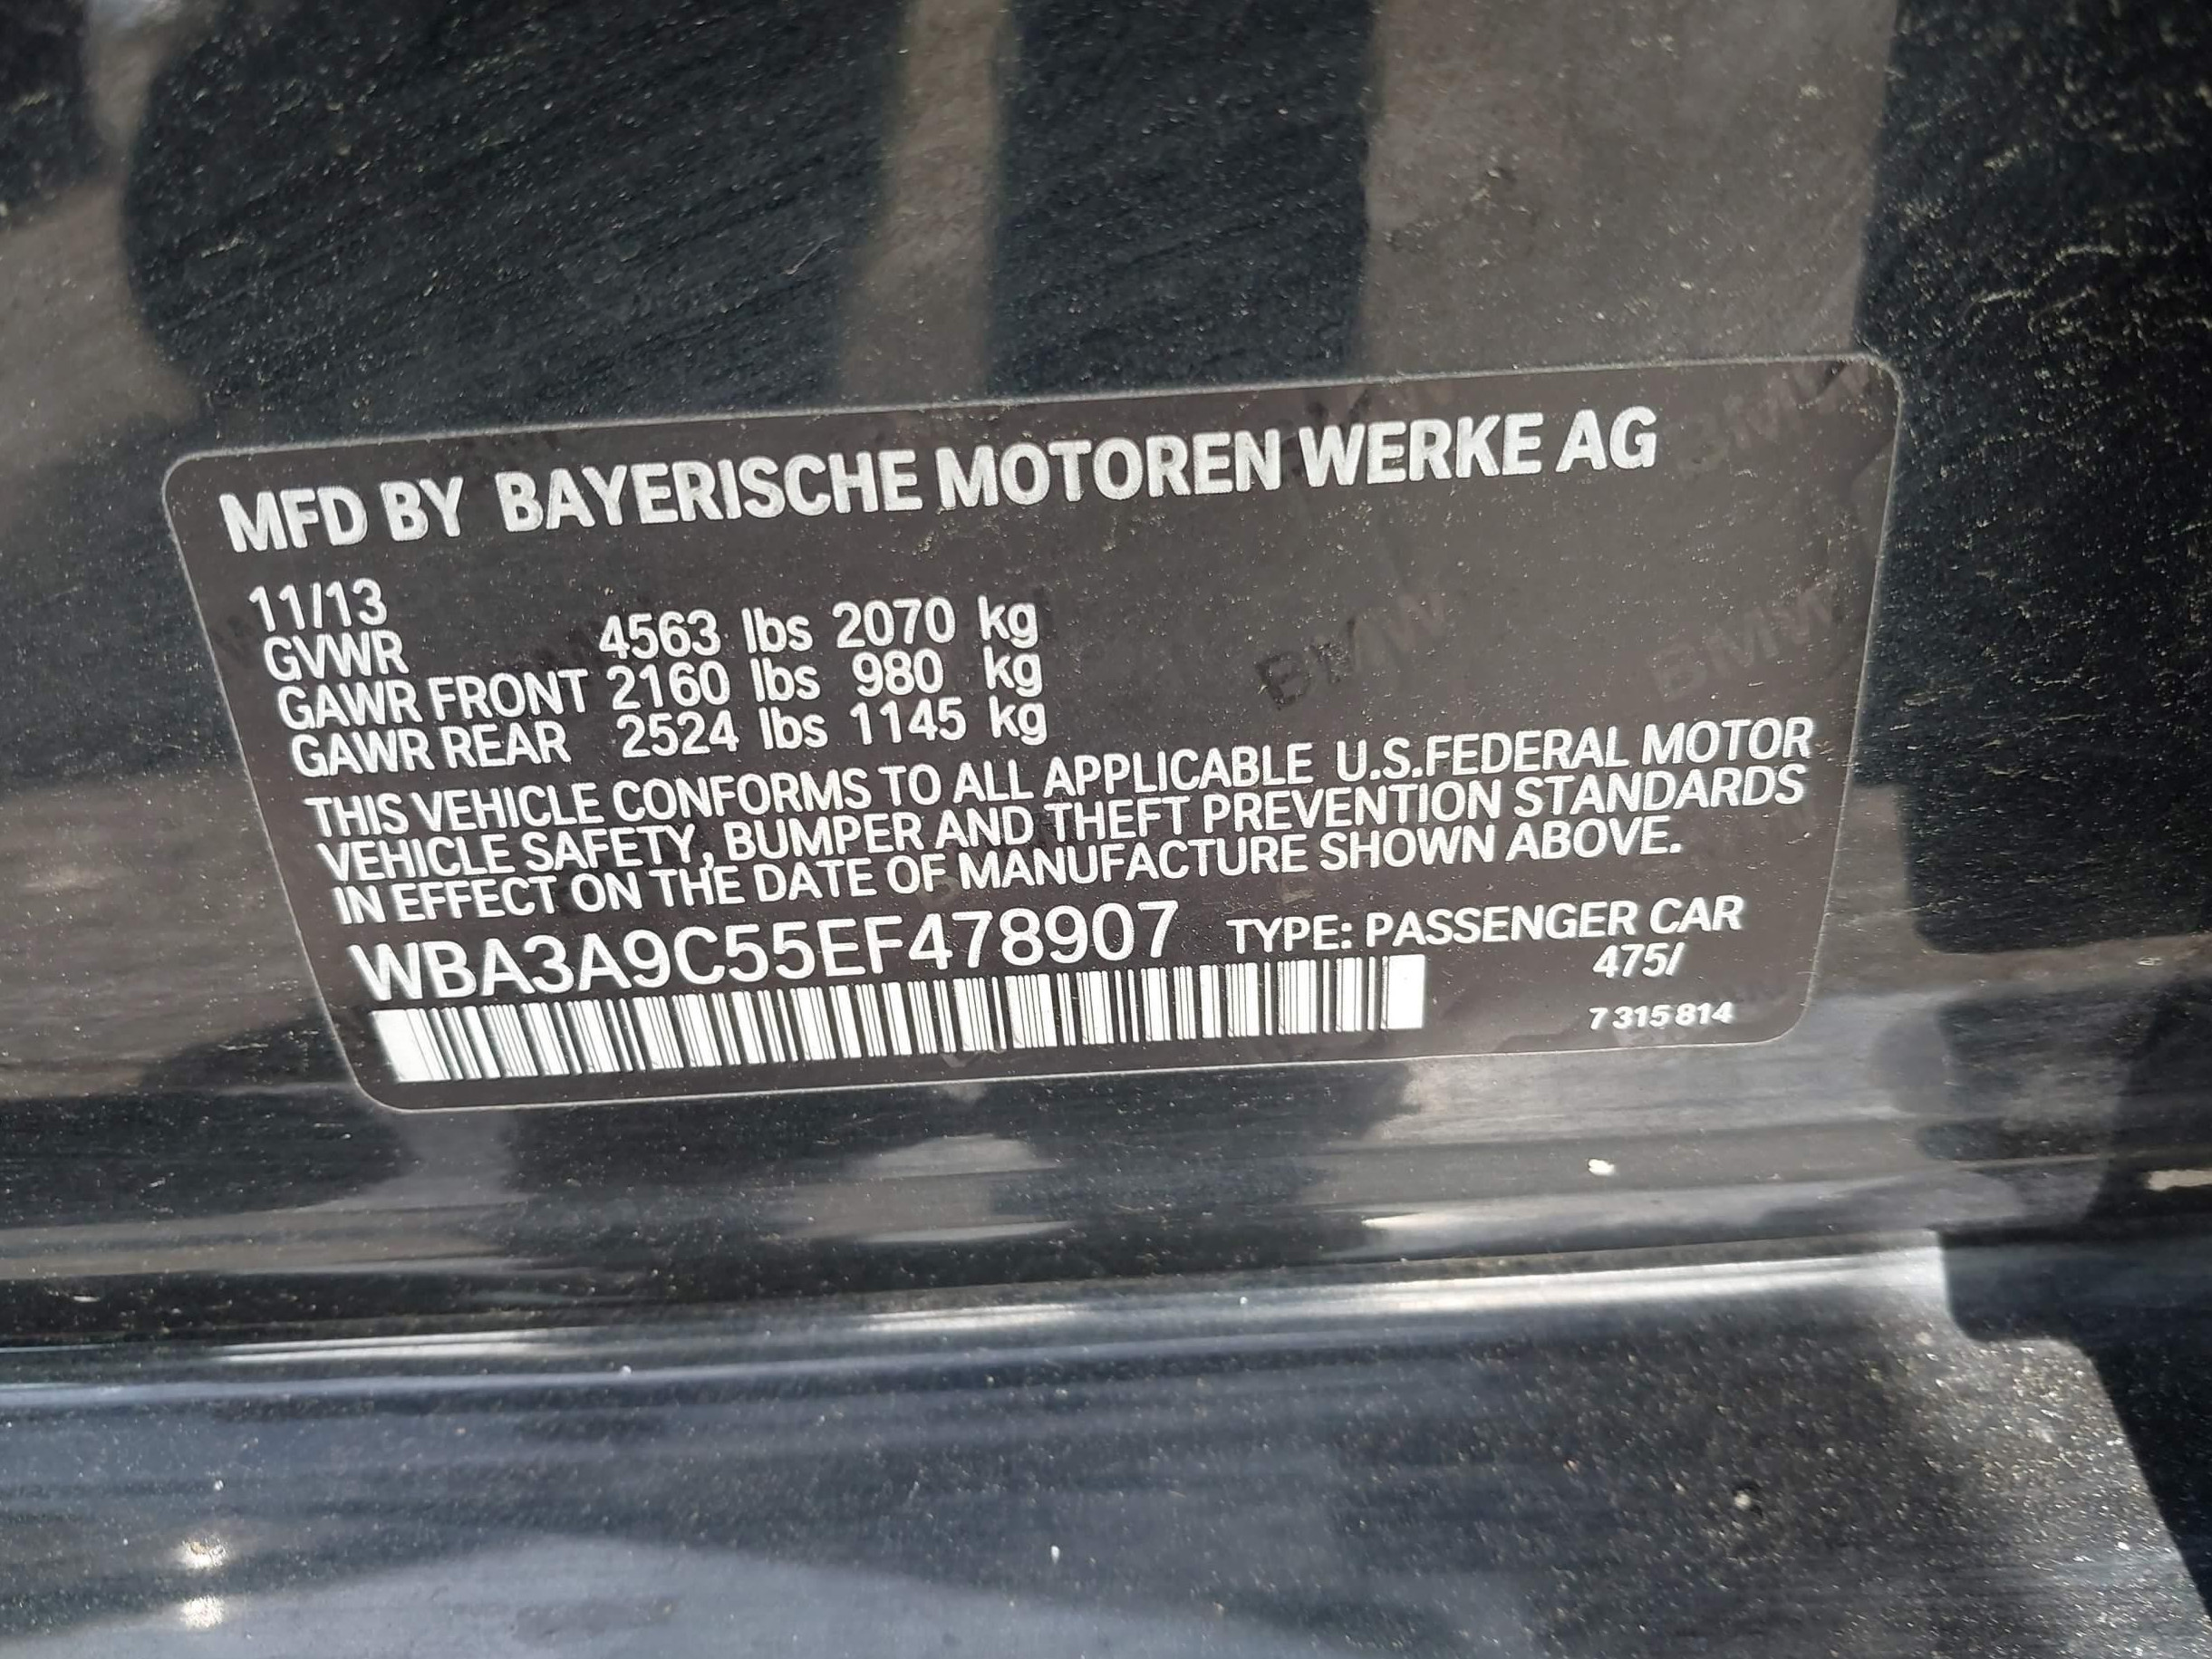 MFD BY BAYERISCHE MOTOREN WERKE AG
11/13
GVWR 4563 lbs 2070 kg
GAWR FRONT 2160 lbs 980 kg
GAWR REAR 2524 lbs 1145 kg
THIS VEHICLE CONFORMS TO ALL APPLICABLE U.S.FEDERAL MOTOR
VEHICLE SAFETY, BUMPER AND THEFT PREVENTION STANDARDS
IN EFFECT ON THE DATE OF MANUFACTURE SHOWN ABOVE.
WBA3A9C55EF478907 TYPE: PASSENGER CAR
475/
7 315 814
BMW
BMW
BMW